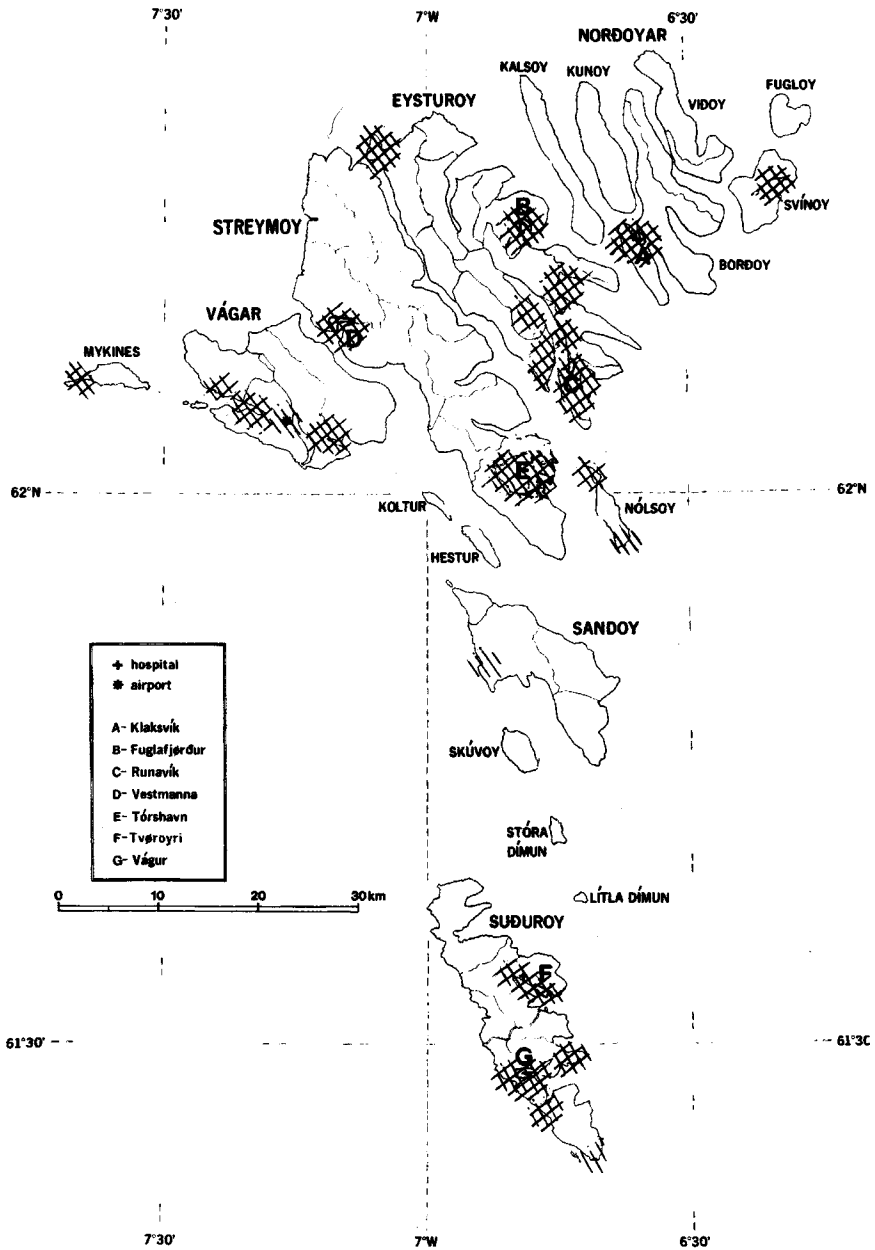 7°30'
7°W
6°30'
NORÐOYAR
KALSOY
KUNOY
FUGLOY
VIÐOY
EYSTUROY
B
SVÍNOY
STREYMOY
A
BORÐOY
VÁGAR
D
MYKINES
E
62°N
62°N
KOLTUR
NÓLSOY
HESTUR
SANDOY
+ hospital
* airport
A- Klaksvík
B- Fuglafjørður
C- Runavík
D- Vestmanna
E- Tórshavn
F- Tvøroyri
G- Vágur
SKÚVOY
STÓRA
DÍMUN
0 10 20 30km
LÍTLA DÍMUN
SUÐUROY
F
61°30'
61°30'
G
7°30'
7°W
6°30'